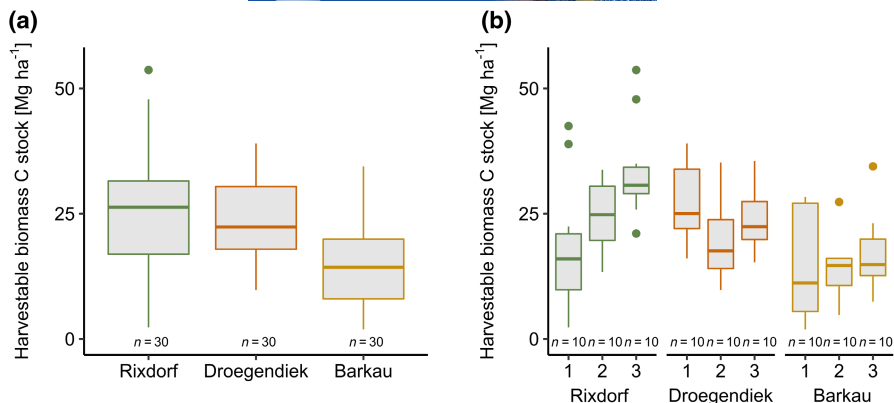 (a)
Harvestable biomass C stock [Mg ha⁻¹]
50
25
0
n = 30 n = 30 n = 30
Rixdorf Droegendiek Barkau
(b)
Harvestable biomass C stock [Mg ha⁻¹]
50
25
0
n = 10 n = 10 n = 10 n = 10 n = 10 n = 10 n = 10 n = 10 n = 10
1 2 3 1 2 3 1 2 3
Rixdorf Droegendiek Barkau